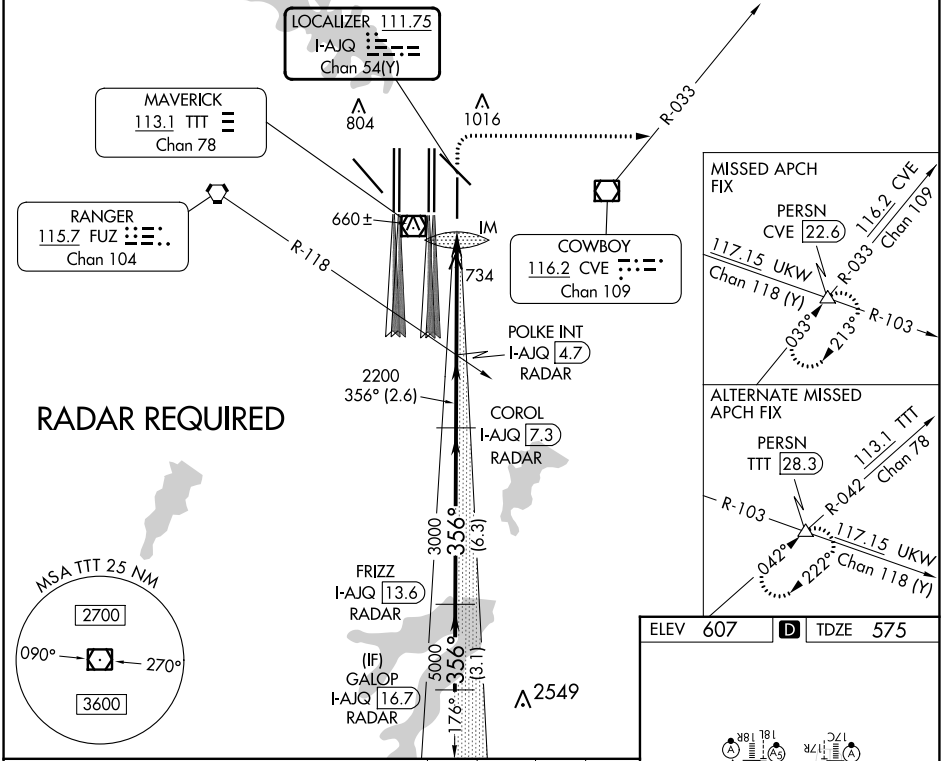 LOCALIZER 111.75
I-AJQ
Chan 54(Y)
MAVERICK
113.1 TTT
Chan 78
804
1016
R-033
RANGER
115.7 FUZ
Chan 104
660 ±
IM
R-118
734
COWBOY
116.2 CVE
Chan 109
POLKE INT
I-AJQ 4.7
RADAR
2200
356° (2.6)
RADAR REQUIRED
COROL
I-AJQ 7.3
RADAR
3000
356°
(6.3)
FRIZZ
I-AJQ 13.6
RADAR
5000
356°
(3.1)
(IF)
GALOP
I-AJQ 16.7
RADAR
176°
2549
MSA TTT 25 NM
2700
090°
270°
3600
MISSED APCH
FIX
PERSN
CVE 22.6
116.2 CVE
Chan 109
R-033
117.15 UKW
Chan 118 (Y)
R-103
033°
213°
ALTERNATE MISSED
APCH FIX
PERSN
TTT 28.3
113.1 TTT
Chan 78
R-042
R-103
117.15 UKW
Chan 118 (Y)
042°
222°
ELEV 607
D
TDZE 575
18R
18L
17R
17C
A
A5
A